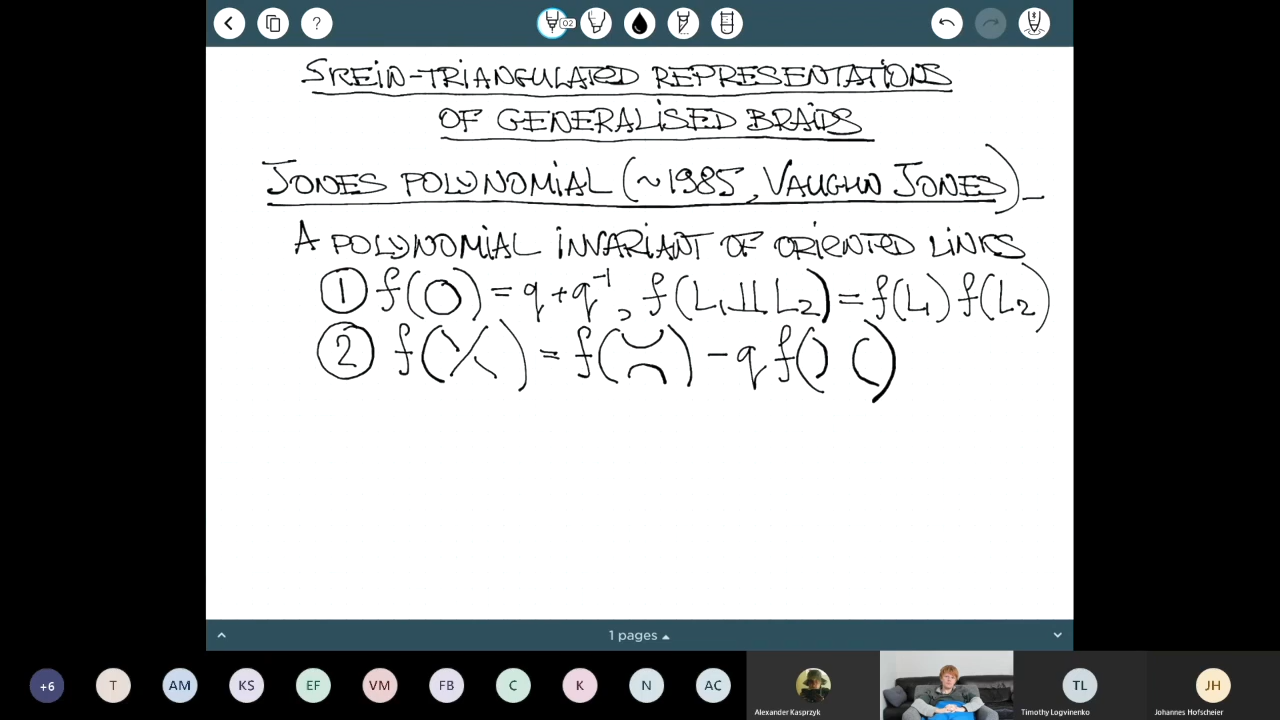 ?
02
SKEIN-TRIANGULATED REPRESENTATIONS
OF GENERALISED BRAIDS
JONES POLYNOMIAL (~1985, VAUGHN JONES) -
A POLYNOMIAL INVARIANT OF ORIENTED LINKS
① f(O) = q + q⁻¹, f(L₁ ⊔ L₂) = f(L₁) f(L₂)
② f(⤫) = f(≍) - q f() ()
1 pages
+6
T
AM
KS
EF
VM
FB
C
K
N
AC
TL
JH
Alexander Kasprzyk
Timothy Logvinenko
Johannes Hofscheier